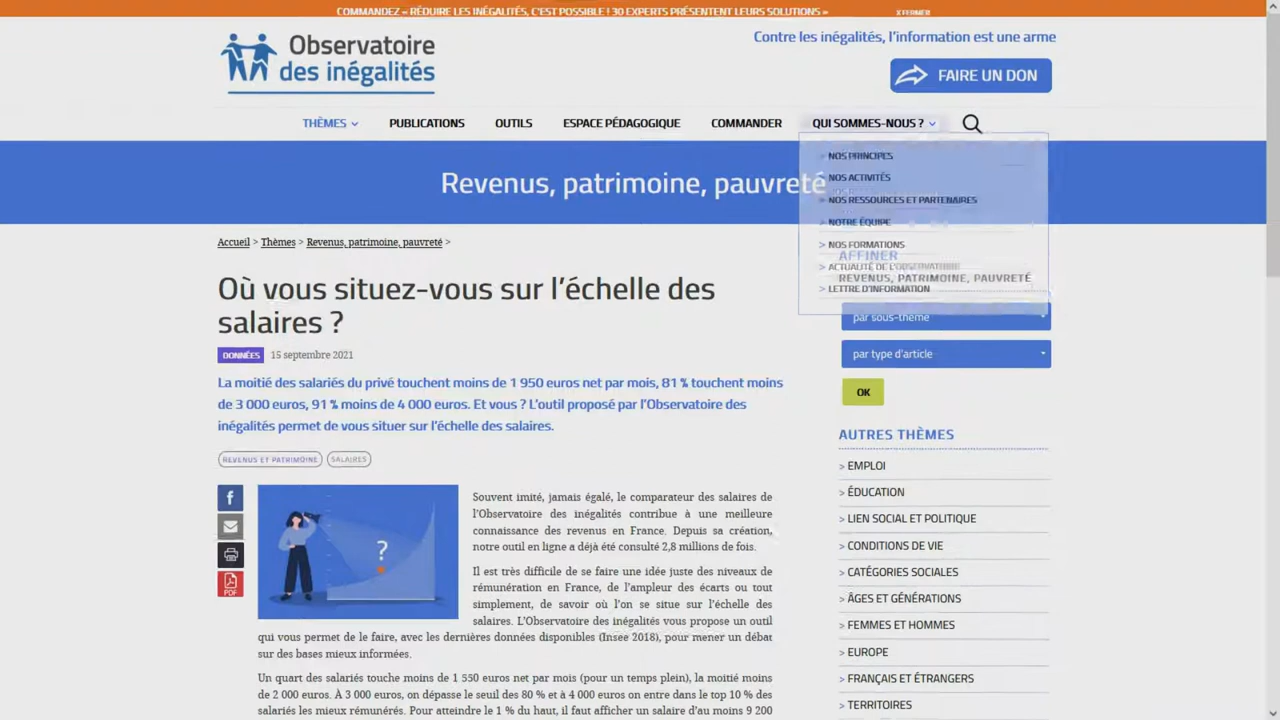 COMMANDEZ « RÉDUIRE LES INÉGALITÉS, C'EST POSSIBLE ! 30 EXPERTS PRÉSENTENT LEURS SOLUTIONS »
X FERMER
Observatoire
des inégalités
Contre les inégalités, l'information est une arme
FAIRE UN DON
THÈMES
PUBLICATIONS
OUTILS
ESPACE PÉDAGOGIQUE
COMMANDER
QUI SOMMES-NOUS ?
> NOS PRINCIPES
> NOS ACTIVITÉS
> NOS RESSOURCES ET PARTENAIRES
> NOTRE ÉQUIPE
> NOS FORMATIONS
> ACTUALITÉ DE L'OBSERVATOIRE
> LETTRE D'INFORMATION
Revenus, patrimoine, pauvreté
Accueil > Thèmes > Revenus, patrimoine, pauvreté >
Où vous situez-vous sur l'échelle des
salaires ?
DONNÉES 15 septembre 2021
La moitié des salariés du privé touchent moins de 1 950 euros net par mois, 81 % touchent moins
de 3 000 euros, 91 % moins de 4 000 euros. Et vous ? L'outil proposé par l'Observatoire des
inégalités permet de vous situer sur l'échelle des salaires.
REVENUS ET PATRIMOINE
SALAIRES
f
PDF
?
Souvent imité, jamais égalé, le comparateur des salaires de
l'Observatoire des inégalités contribue à une meilleure
connaissance des revenus en France. Depuis sa création,
notre outil en ligne a déjà été consulté 2,8 millions de fois.
Il est très difficile de se faire une idée juste des niveaux de
rémunération en France, de l'ampleur des écarts ou tout
simplement, de savoir où l'on se situe sur l'échelle des
salaires. L'Observatoire des inégalités vous propose un outil
qui vous permet de le faire, avec les dernières données disponibles (Insee 2018), pour mener un débat
sur des bases mieux informées.
Un quart des salariés touche moins de 1 550 euros net par mois (pour un temps plein), la moitié moins
de 2 000 euros. À 3 000 euros, on dépasse le seuil des 80 % et à 4 000 euros on entre dans le top 10 % des
salariés les mieux rémunérés. Pour atteindre le 1 % du haut, il faut afficher un salaire d'au moins 9 200
AFFINER
REVENUS, PATRIMOINE, PAUVRETÉ
par sous-thème
par type d'article
OK
AUTRES THÈMES
> EMPLOI
> ÉDUCATION
> LIEN SOCIAL ET POLITIQUE
> CONDITIONS DE VIE
> CATÉGORIES SOCIALES
> ÂGES ET GÉNÉRATIONS
> FEMMES ET HOMMES
> EUROPE
> FRANÇAIS ET ÉTRANGERS
> TERRITOIRES